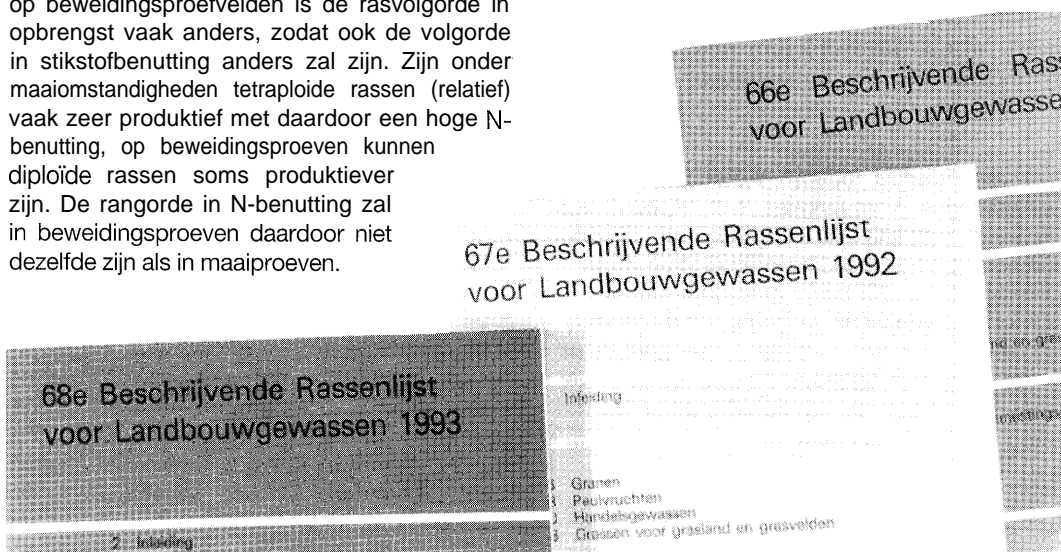 op beweidingsproefvelden is de rasvolgorde in
opbrengst vaak anders, zodat ook de volgorde
in stikstofbenutting anders zal zijn. Zijn onder
maaiomstandigheden tetraploide rassen (relatief)
vaak zeer produktief met daardoor een hoge N-
benutting, op beweidingsproeven kunnen
diploïde rassen soms produktiever
zijn. De rangorde in N-benutting zal
in beweidingsproeven daardoor niet
dezelfde zijn als in maaiproeven.
66e Beschrijvende Rass
voor Landbouwgewasse
67e Beschrijvende Rassenlijst
voor Landbouwgewassen 1992
Inleiding
Granen
Peulvruchten
Handelsgewassen
Grassen voor grasland en grasvelden
68e Beschrijvende Rassenlijst
voor Landbouwgewassen 1993
2 Inleiding